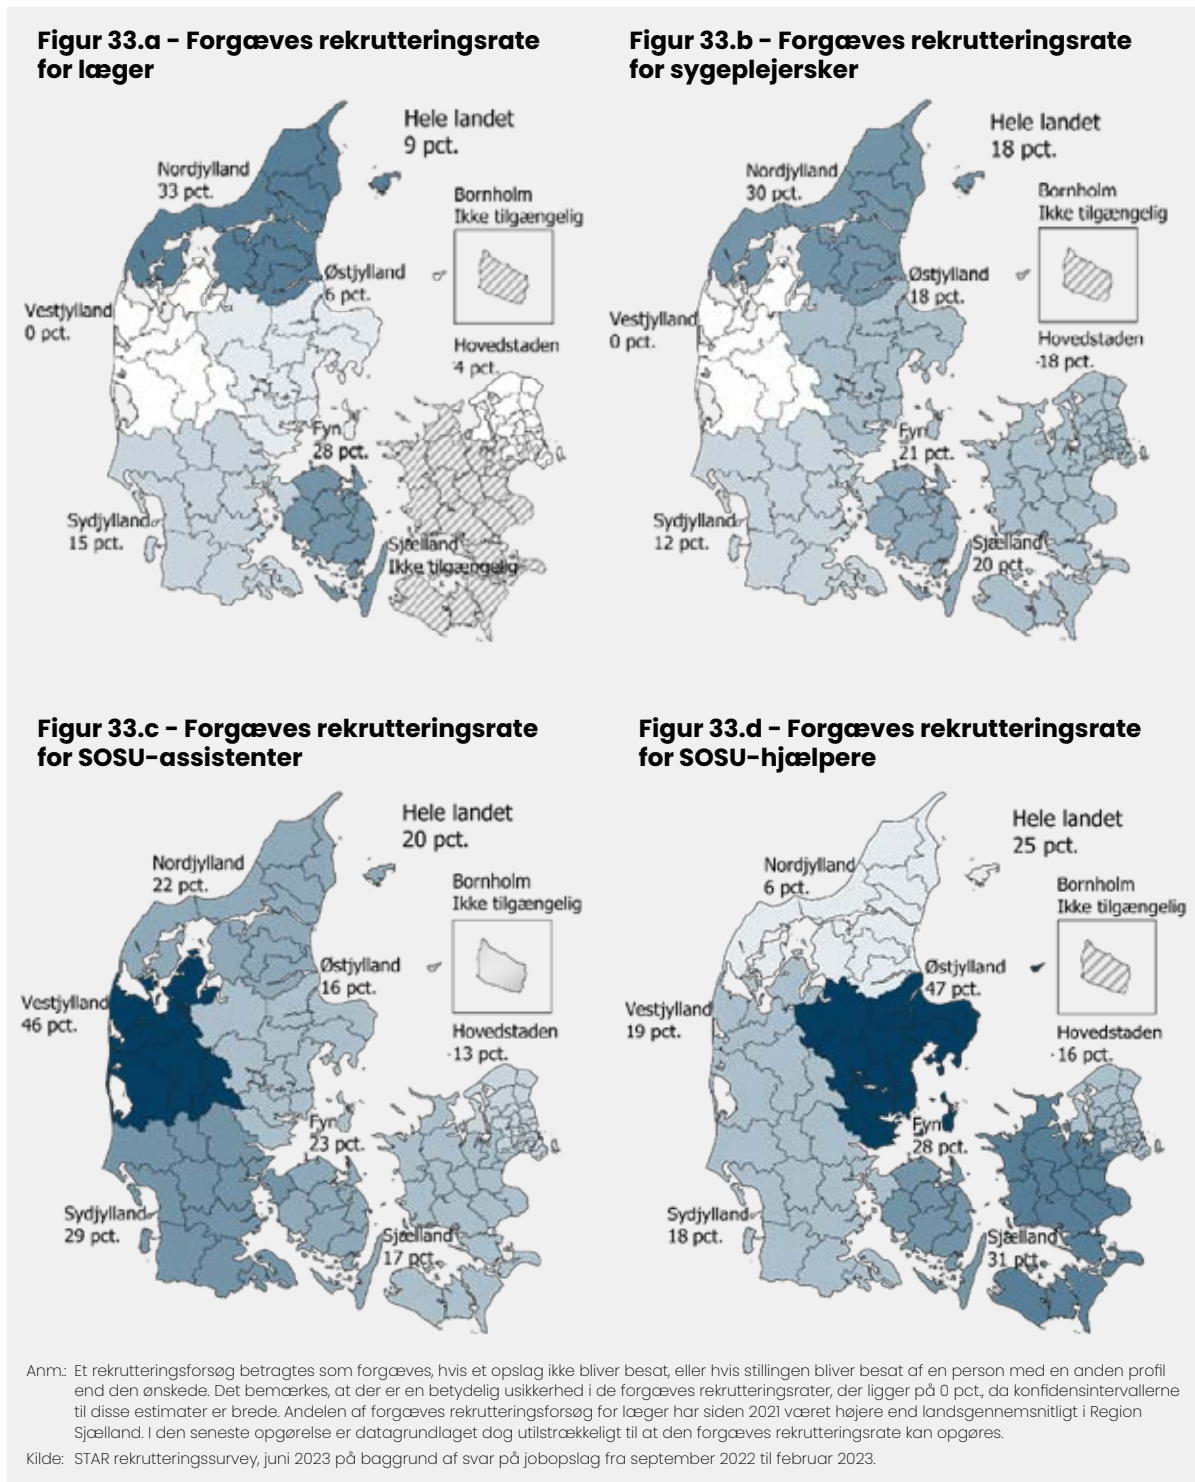 Figur 33.a – Forgæves rekrutteringsrate
for læger
Hele landet
9 pct.
Nordjylland
33 pct.
Bornholm
Ikke tilgængelig
Østjylland
6 pct.
Vestjylland
0 pct.
Hovedstaden
4 pct.
Fyn
28 pct.
Sydjylland
15 pct.
Sjælland
Ikke tilgængelig
Figur 33.b – Forgæves rekrutteringsrate
for sygeplejersker
Hele landet
18 pct.
Nordjylland
30 pct.
Bornholm
Ikke tilgængelig
Østjylland
18 pct.
Vestjylland
0 pct.
Hovedstaden
18 pct.
Fyn
21 pct.
Sydjylland
12 pct.
Sjælland
20 pct.
Figur 33.c – Forgæves rekrutteringsrate
for SOSU-assistenter
Hele landet
20 pct.
Nordjylland
22 pct.
Bornholm
Ikke tilgængelig
Østjylland
16 pct.
Vestjylland
46 pct.
Hovedstaden
13 pct.
Fyn
23 pct.
Sydjylland
29 pct.
Sjælland
17 pct.
Figur 33.d – Forgæves rekrutteringsrate
for SOSU-hjælpere
Hele landet
25 pct.
Nordjylland
6 pct.
Bornholm
Ikke tilgængelig
Østjylland
47 pct.
Vestjylland
19 pct.
Hovedstaden
16 pct.
Fyn
28 pct.
Sydjylland
18 pct.
Sjælland
31 pct.
Anm.: Et rekrutteringsforsøg betragtes som forgæves, hvis et opslag ikke bliver besat, eller hvis stillingen bliver besat af en person med en anden profil
end den ønskede. Det bemærkes, at der er en betydelig usikkerhed i de forgæves rekrutteringsrater, der ligger på 0 pct., da konfidensintervallerne
til disse estimater er brede. Andelen af forgæves rekrutteringsforsøg for læger har siden 2021 været højere end landsgennemsnitligt i Region
Sjælland. I den seneste opgørelse er datagrundlaget dog utilstrækkeligt til at den forgæves rekrutteringsrate kan opgøres.
Kilde: STAR rekrutteringssurvey, juni 2023 på baggrund af svar på jobopslag fra september 2022 til februar 2023.